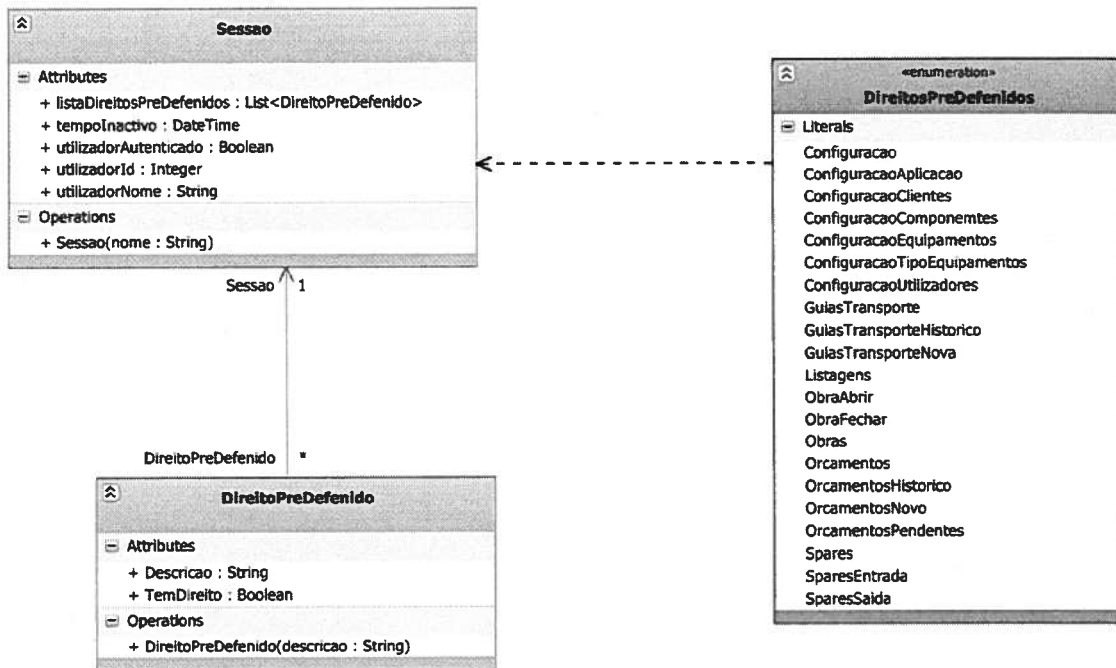 Sessao
Attributes
+ listaDireitosPreDefenidos : List<DireitoPreDefenido>
+ tempoInactivo : DateTime
+ utilizadorAutenticado : Boolean
+ utilizadorId : Integer
+ utilizadorNome : String
Operations
+ Sessao(nome : String)
«enumeration»
DireitosPreDefenidos
Literals
Configuracao
ConfiguracaoAplicacao
ConfiguracaoClientes
ConfiguracaoComponemtes
ConfiguracaoEquipamentos
ConfiguracaoTipoEquipamentos
ConfiguracaoUtilizadores
GuiasTransporte
GuiasTransporteHistorico
GuiasTransporteNova
Listagens
ObraAbrir
ObraFechar
Obras
Orcamentos
OrcamentosHistorico
OrcamentosNovo
OrcamentosPendentes
Spares
SparesEntrada
SparesSaida
Sessao 1
DireitoPreDefenido *
DireitoPreDefenido
Attributes
+ Descricao : String
+ TemDireito : Boolean
Operations
+ DireitoPreDefenido(descricao : String)